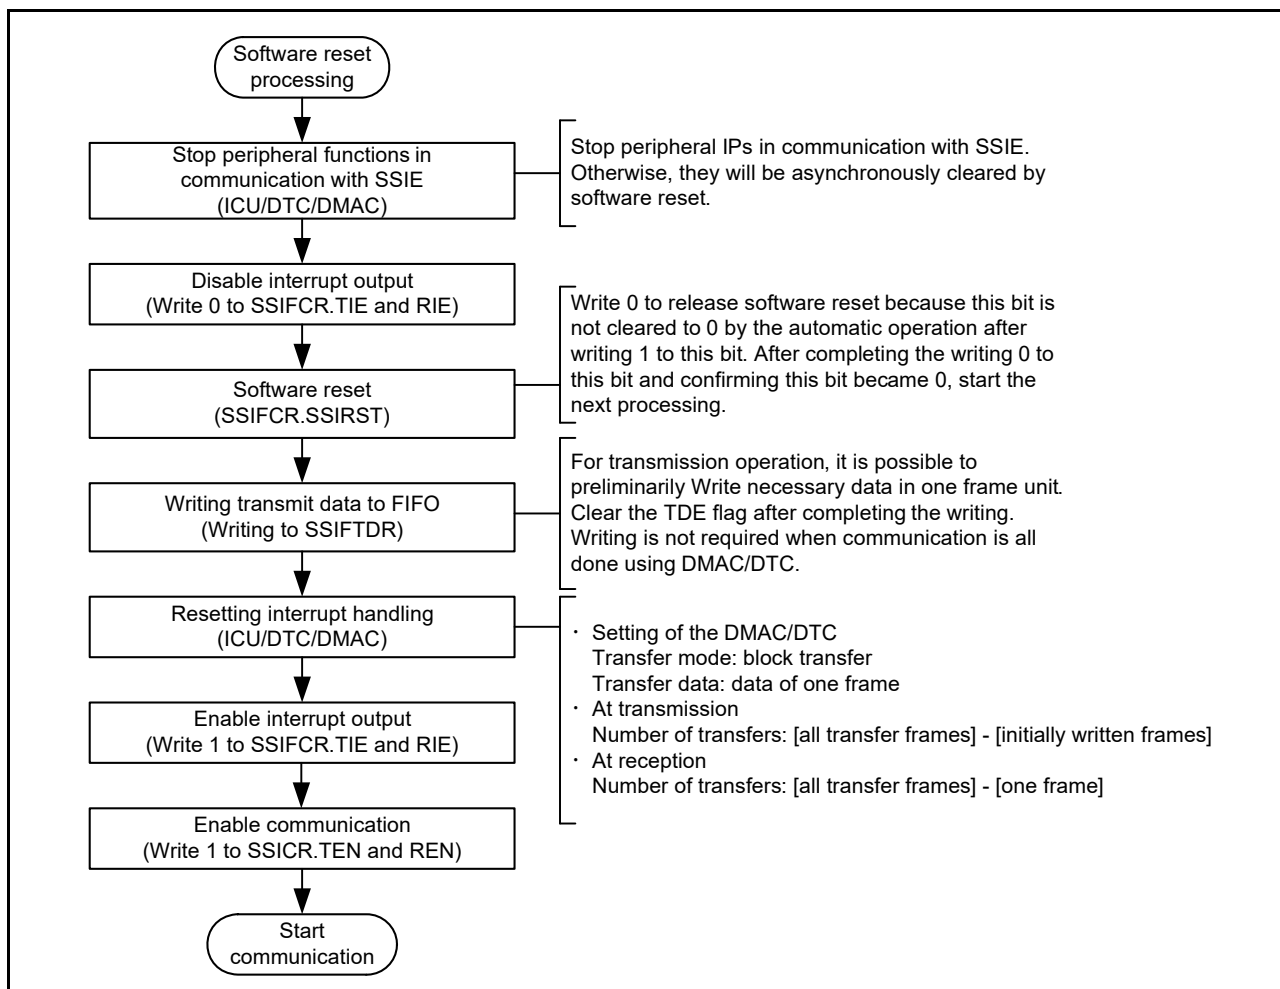 Software reset
processing
Stop peripheral functions in
communication with SSIE
(ICU/DTC/DMAC)
Stop peripheral IPs in communication with SSIE.
Otherwise, they will be asynchronously cleared by
software reset.
Disable interrupt output
(Write 0 to SSIFCR.TIE and RIE)
Write 0 to release software reset because this bit is
not cleared to 0 by the automatic operation after
writing 1 to this bit. After completing the writing 0 to
this bit and confirming this bit became 0, start the
next processing.
Software reset
(SSIFCR.SSIRST)
For transmission operation, it is possible to
preliminarily Write necessary data in one frame unit.
Clear the TDE flag after completing the writing.
Writing is not required when communication is all
done using DMAC/DTC.
Writing transmit data to FIFO
(Writing to SSIFTDR)
Resetting interrupt handling
(ICU/DTC/DMAC)
・ Setting of the DMAC/DTC
Transfer mode: block transfer
Transfer data: data of one frame
・ At transmission
Number of transfers: [all transfer frames] - [initially written frames]
・ At reception
Number of transfers: [all transfer frames] - [one frame]
Enable interrupt output
(Write 1 to SSIFCR.TIE and RIE)
Enable communication
(Write 1 to SSICR.TEN and REN)
Start
communication